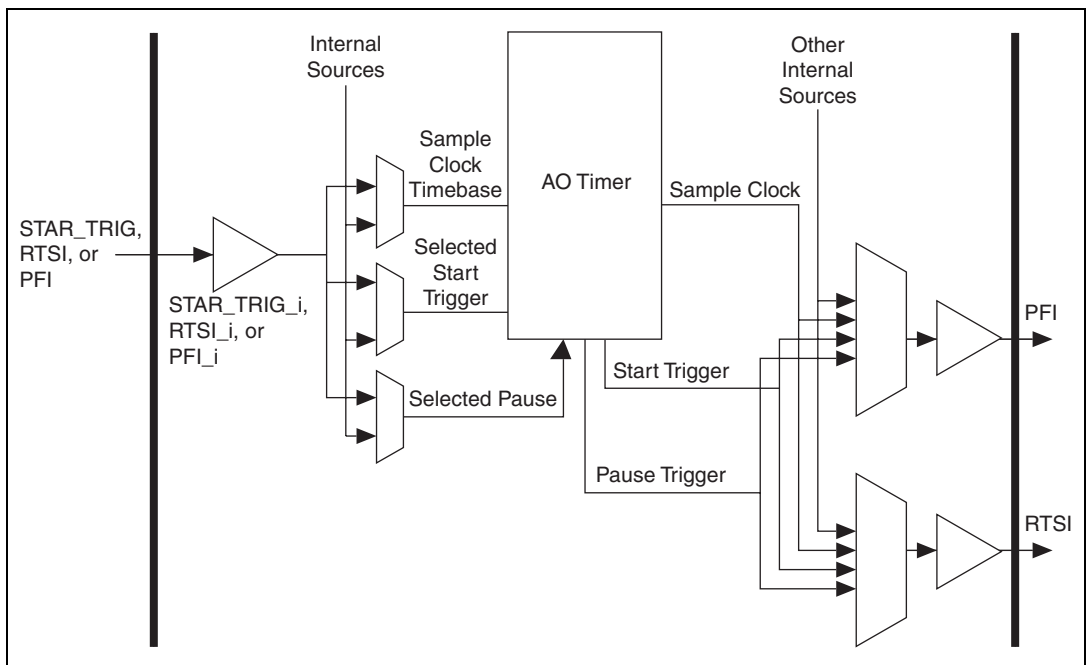 Internal
Sources
Other
Internal
Sources
Sample
Clock
Timebase
AO Timer
Sample Clock
STAR_TRIG,
RTSI, or
PFI
Selected
Start
Trigger
STAR_TRIG_i,
RTSI_i, or
PFI_i
PFI
Start Trigger
Selected Pause
Pause Trigger
RTSI